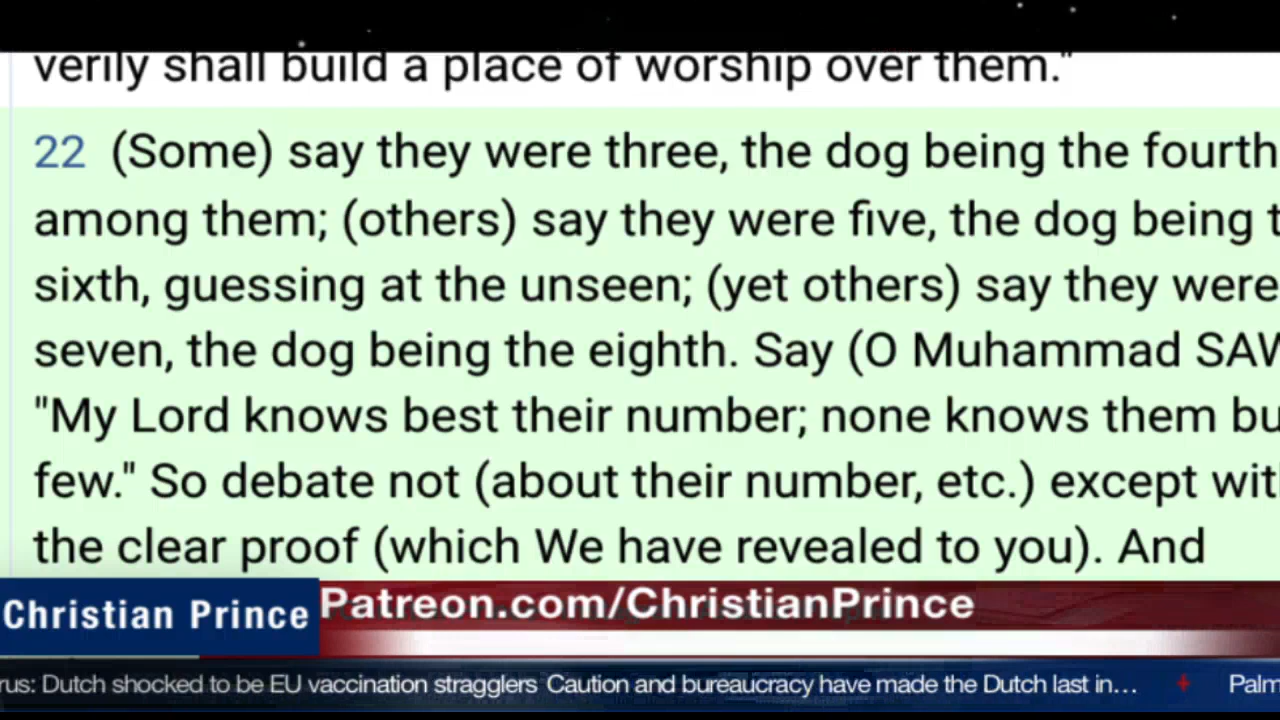 verily shall build a place of worship over them."
22 (Some) say they were three, the dog being the fourth
among them; (others) say they were five, the dog being
sixth, guessing at the unseen; (yet others) say they were
seven, the dog being the eighth. Say (O Muhammad SAW
"My Lord knows best their number; none knows them
few." So debate not (about their number, etc.) except
the clear proof (which We have revealed to you). And
Christian Prince
Patreon.com/ChristianPrince
rus: Dutch shocked to be EU vaccination stragglers Caution and bureaucracy have made the Dutch last in… Palm